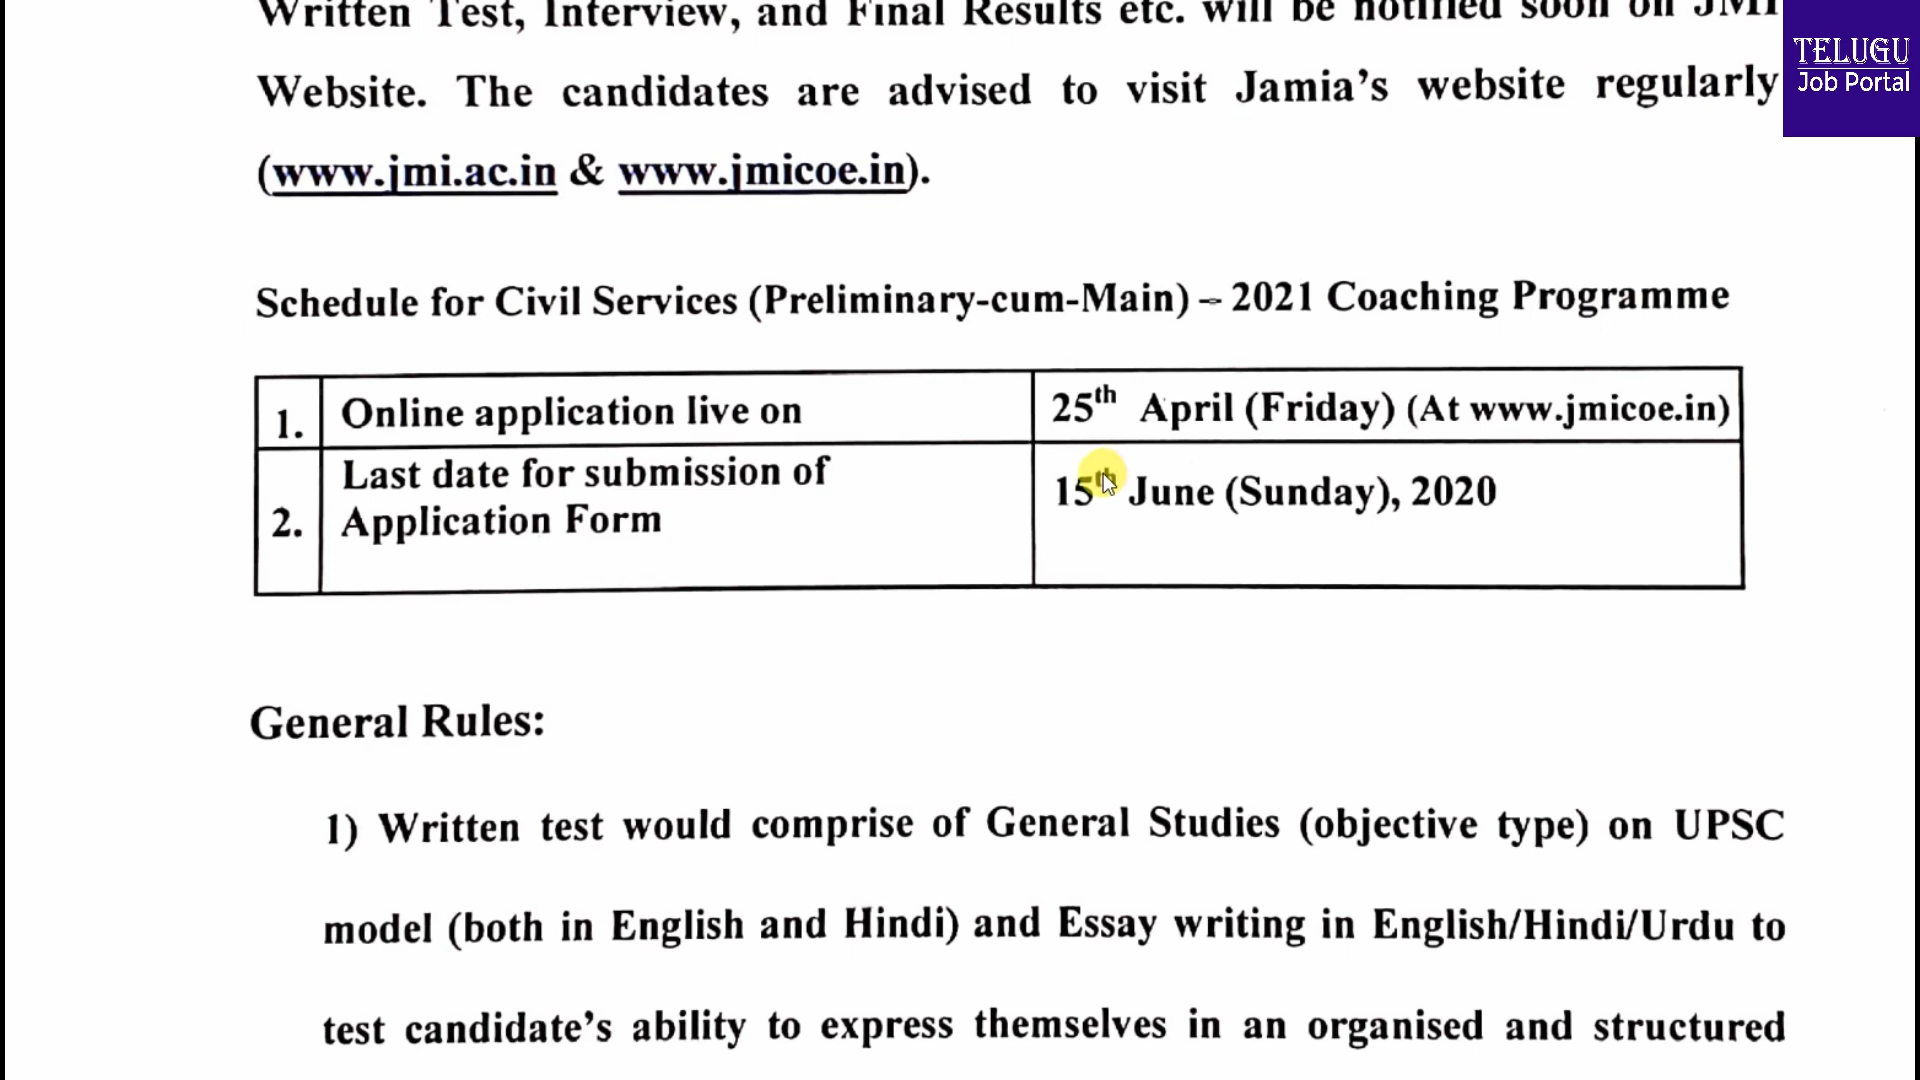 Written Test, Interview, and Final Results etc. will be notified soon on JMI
Website. The candidates are advised to visit Jamia's website regularly
(www.jmi.ac.in & www.jmicoe.in).
TELUGU
Job Portal
Schedule for Civil Services (Preliminary-cum-Main) – 2021 Coaching Programme
1. Online application live on 25th April (Friday) (At www.jmicoe.in)
Last date for submission of
2. Application Form 15th June (Sunday), 2020
General Rules:
1) Written test would comprise of General Studies (objective type) on UPSC
model (both in English and Hindi) and Essay writing in English/Hindi/Urdu to
test candidate's ability to express themselves in an organised and structured